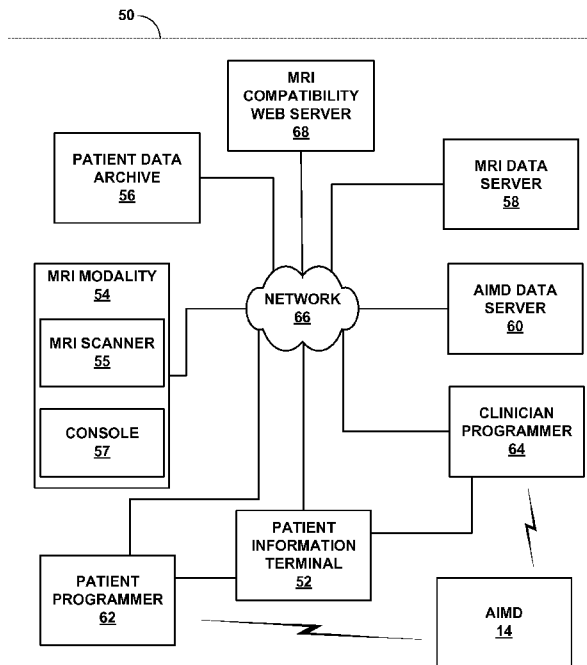 50
MRI
COMPATIBILITY
WEB SERVER
68
PATIENT DATA
ARCHIVE
56
MRI DATA
SERVER
58
MRI MODALITY
54
MRI SCANNER
55
CONSOLE
57
NETWORK
66
AIMD DATA
SERVER
60
CLINICIAN
PROGRAMMER
64
PATIENT
INFORMATION
TERMINAL
52
PATIENT
PROGRAMMER
62
AIMD
14